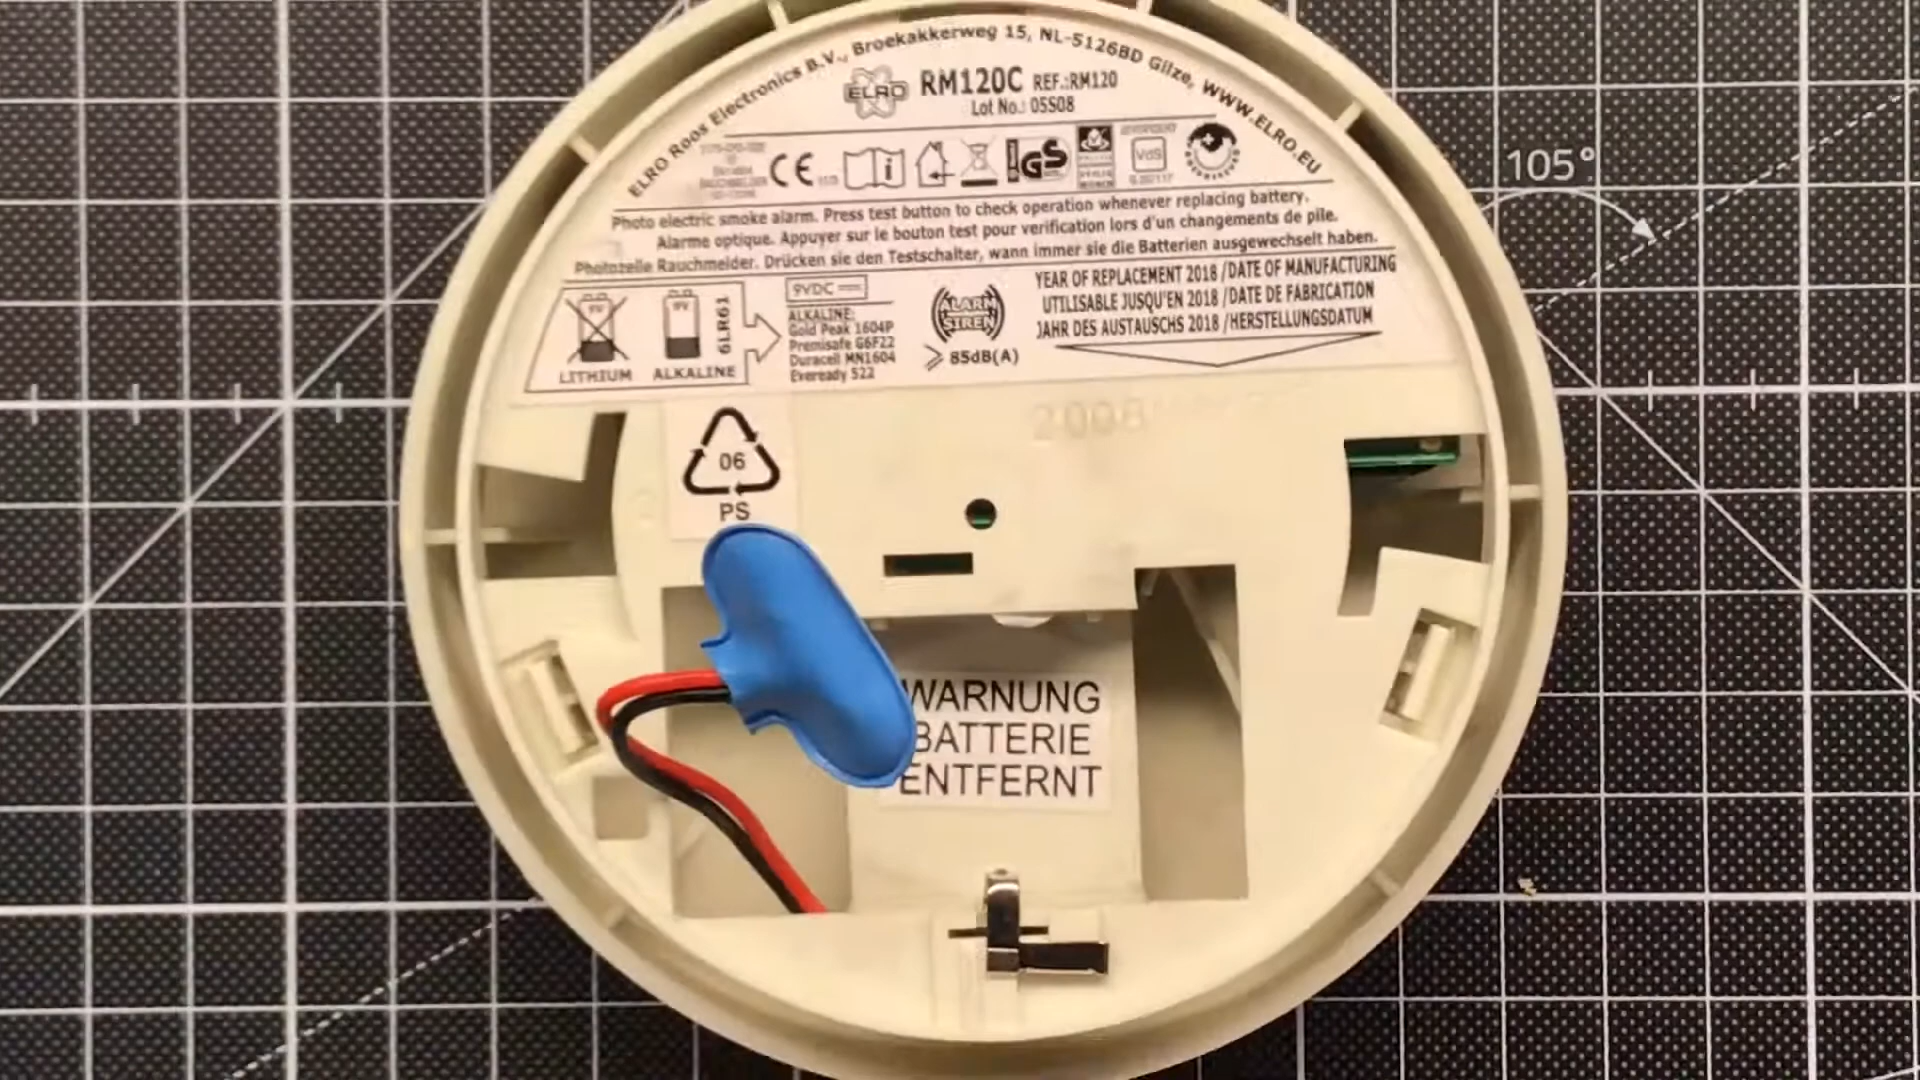 ELRO Roos Electronics B.V., Broekakkerweg 15, NL-5126BD Gilze, WWW.ELRO.EU
ELRO RM120C REF.:RM120
Lot No.: 05S08
CE i GS VdS
Photo electric smoke alarm. Press test button to check operation whenever replacing battery.
Alarme optique. Appuyer sur le bouton test pour verification lors d'un changements de pile.
Photozelle Rauchmelder. Drücken sie den Testschalter, wann immer sie die Batterien ausgewechselt haben.
9V
LITHIUM
9V
ALKALINE
6LR61
9VDC
ALKALINE:
Gold Peak 1604P
Premisafe G6F22
Duracell MN1604
Eveready 522
ALARM
SIREN
⩾ 85dB(A)
YEAR OF REPLACEMENT 2018 /DATE OF MANUFACTURING
UTILISABLE JUSQU'EN 2018 /DATE DE FABRICATION
JAHR DES AUSTAUSCHS 2018 /HERSTELLUNGSDATUM
06
PS
WARNUNG
BATTERIE
ENTFERNT
105°